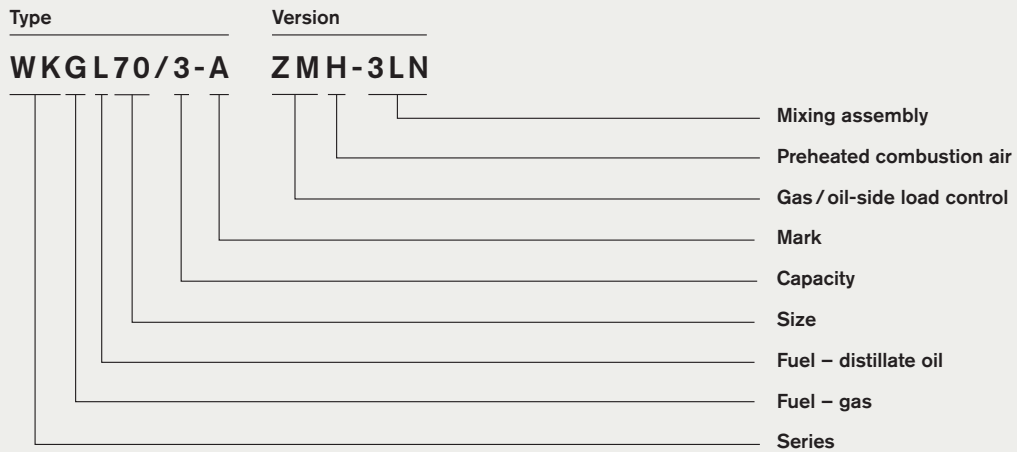 Type Version
WKGL70/3-A ZMH-3LN
Mixing assembly
Preheated combustion air
Gas/oil-side load control
Mark
Capacity
Size
Fuel – distillate oil
Fuel – gas
Series